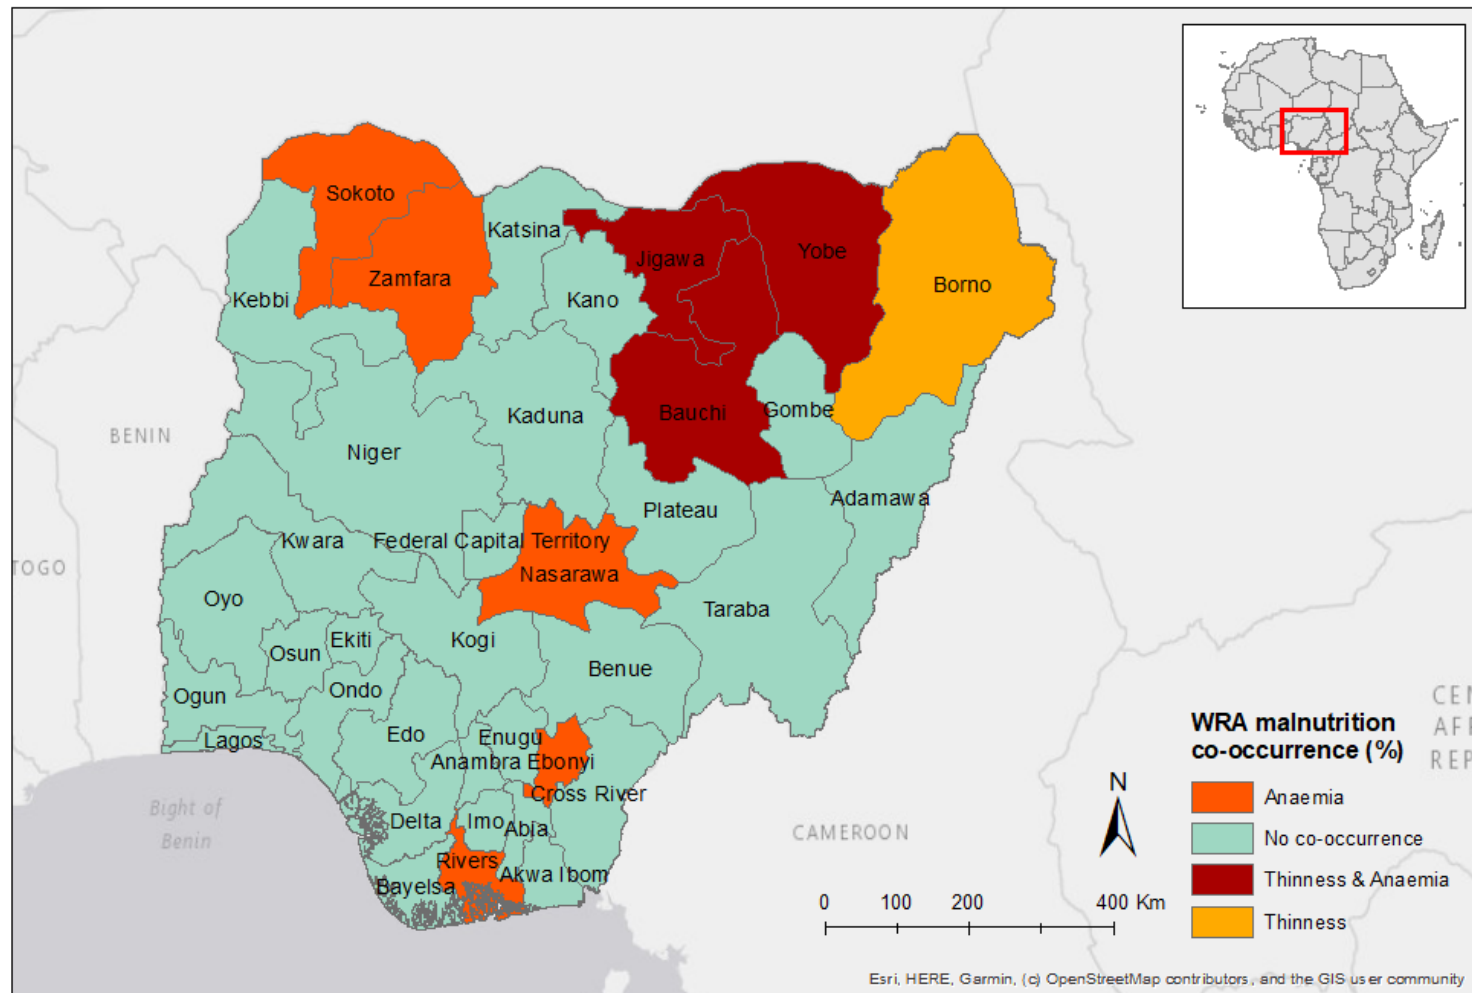 Sokoto
Katsina
Zamfara
Jigawa
Yobe
Borno
Kebbi
Kano
Kaduna
Bauchi
Gombe
BENIN
Niger
Adamawa
Plateau
Kwara
Federal Capital Territory
Nasarawa
TOGO
Oyo
Taraba
Ekiti
Kogi
Osun
Benue
Ogun
Ondo
Edo
Enugu
Lagos
Anambra
Ebonyi
Cross River
Bight of
Benin
Delta
Imo
Abia
Rivers
Akwa Ibom
Bayelsa
CAMEROON
CEN
AFR
REP
WRA malnutrition
co-occurrence (%)
Anaemia
No co-occurrence
Thinness & Anaemia
Thinness
N
0 100 200 400 Km
Esri, HERE, Garmin, (c) OpenStreetMap contributors, and the GIS user community